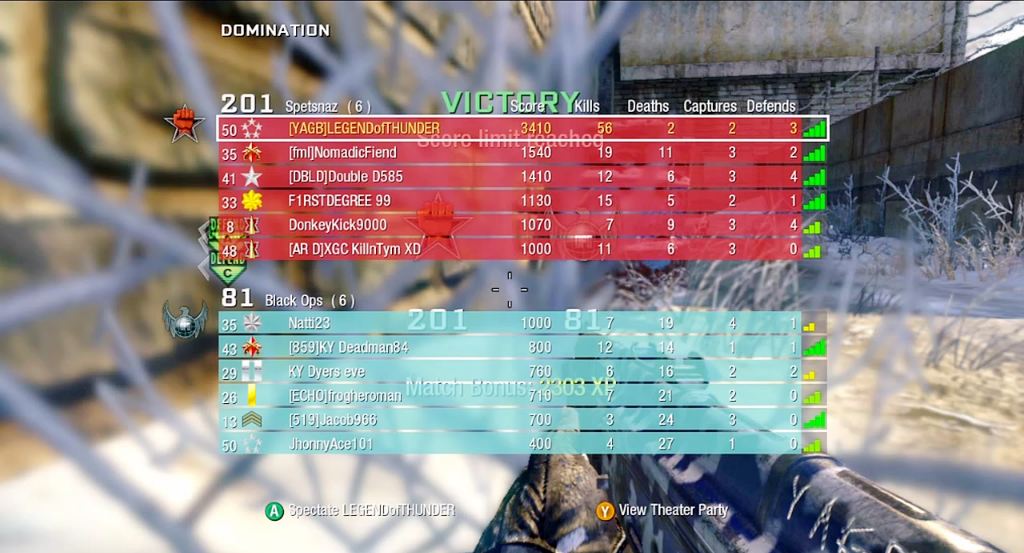 DOMINATION
201 Spetsnaz ( 6 ) VICTORY Score Kills Deaths Captures Defends
50 [YAGB]LEGENDofTHUNDER 3410 56 2 2 3
Score limit reached
35 [fml]NomadicFiend 1540 19 11 3 2
41 [DBLD]Double D585 1410 12 6 3 4
33 F1RSTDEGREE 99 1130 15 5 2 1
8 DonkeyKick9000 1070 7 9 3 4
48 [AR D]XGC KillnTym XD 1000 11 6 3 0
DEFEND
C
81 Black Ops ( 6 )
201 81
35 Natti23 1000 7 19 4 1
43 [859]KY Deadman84 800 12 14 1 1
29 KY Dyers eve 760 6 16 2 2
Match Bonus: 2303 XP
26 [ECHO]frogheroman 710 7 21 2 0
13 [519]Jacob966 700 3 24 3 0
50 JhonnyAce101 400 4 27 1 0
A Spectate LEGENDofTHUNDER Y View Theater Party